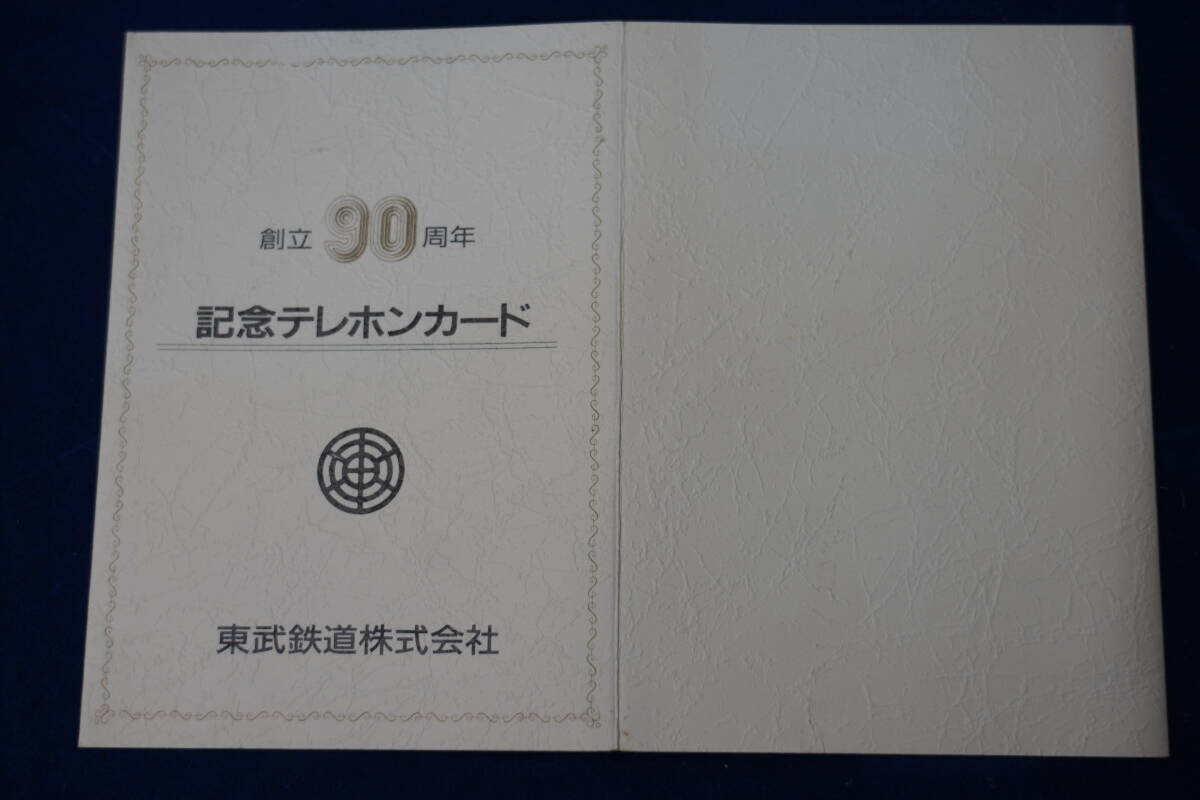 創立90周年
記念テレホンカード
東武鉄道株式会社